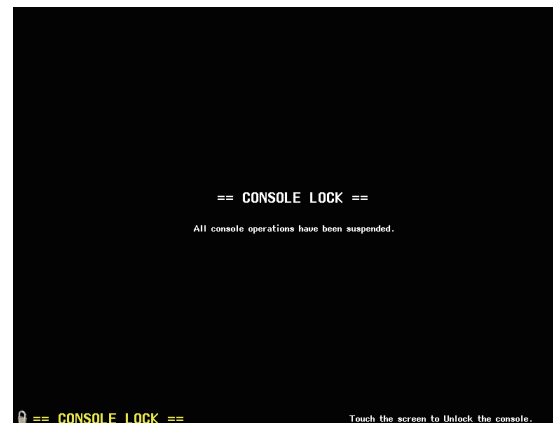 == CONSOLE LOCK ==
All console operations have been suspended.
== CONSOLE LOCK ==
Touch the screen to Unlock the console.